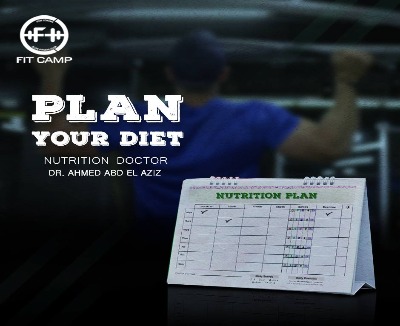 FIT CAMP
PLAN
YOUR DIET
NUTRITION DOCTOR
DR. AHMED ABD EL AZIZ
NUTRITION PLAN